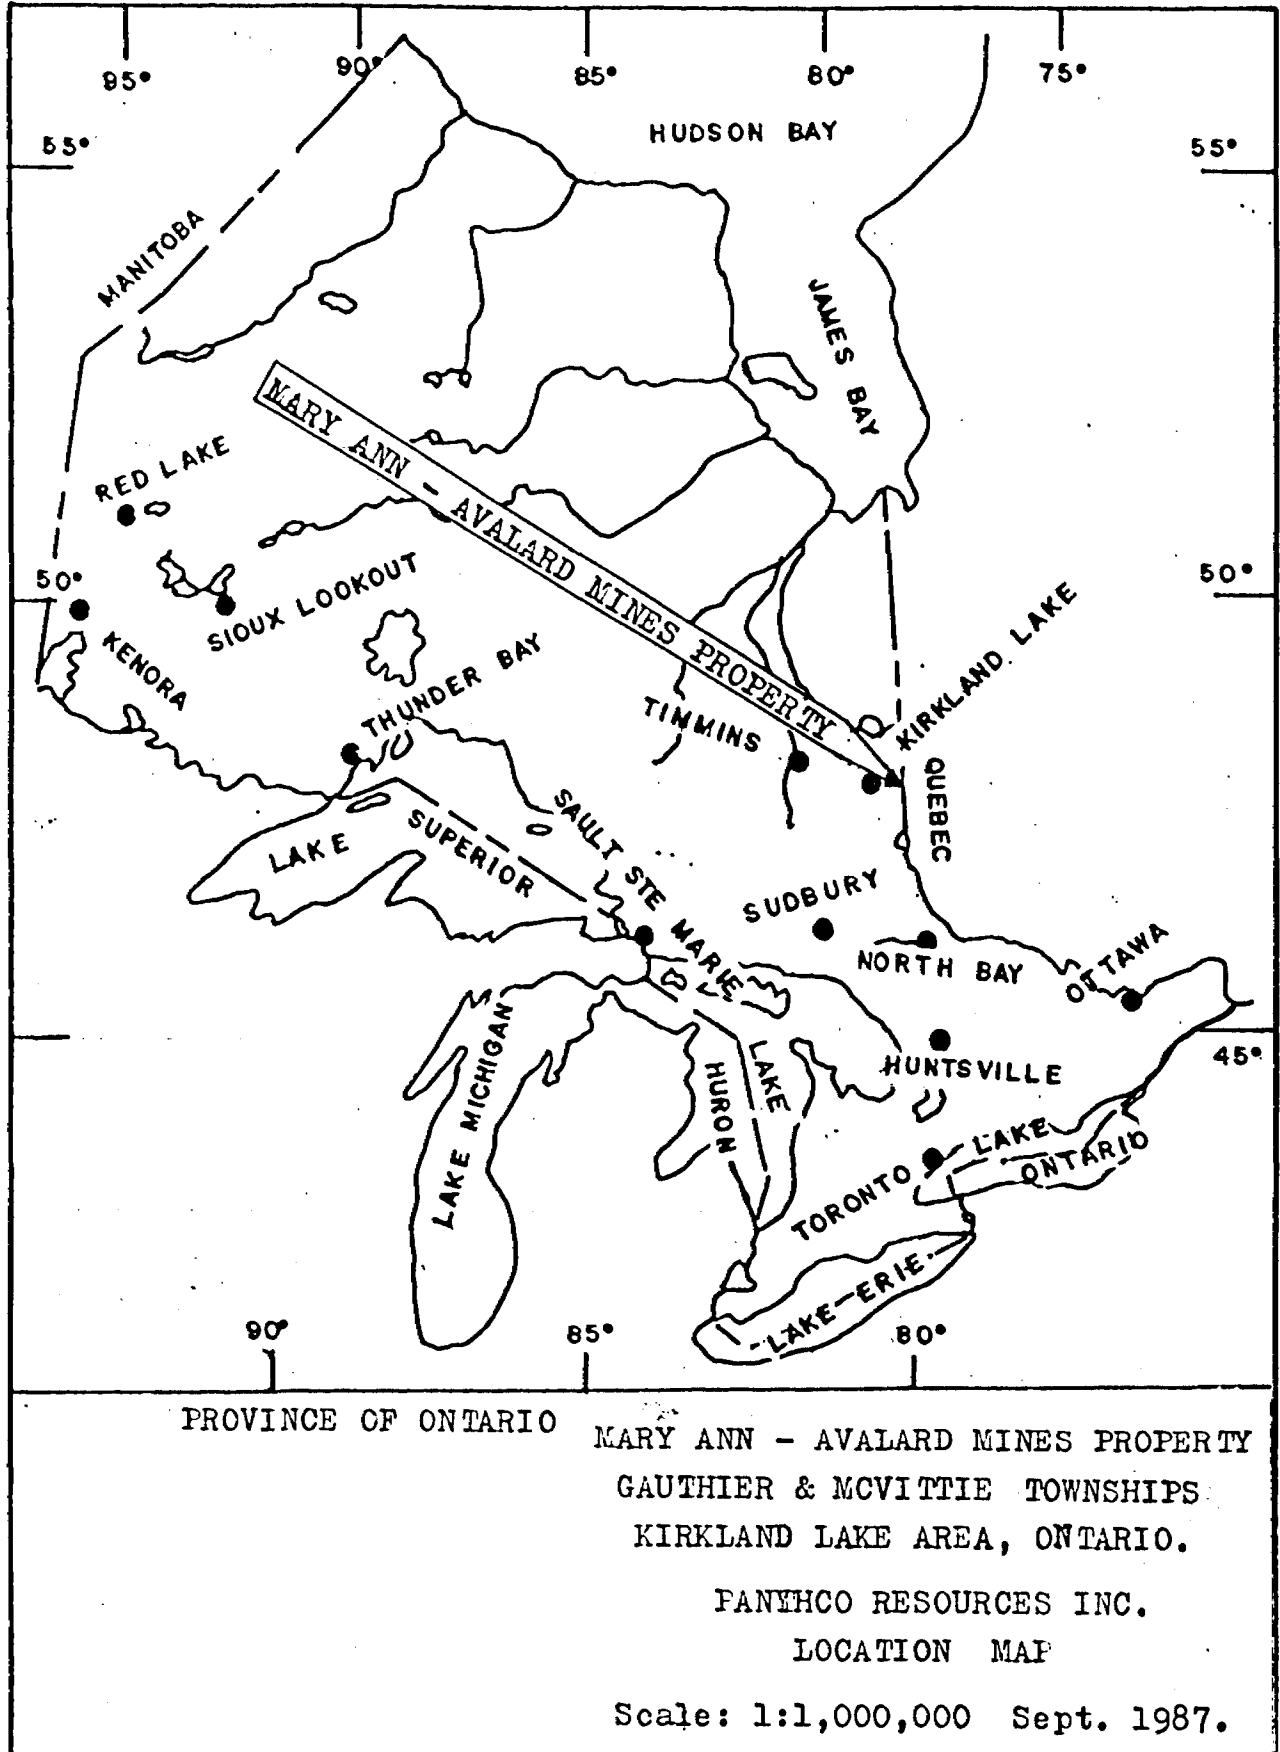 95° 90° 85° 80° 75°
HUDSON BAY
55° 55°
MANITOBA
JAMES BAY
MARY ANN - AVALARD MINES PROPERTY
RED LAKE
50° 50°
SIOUX LOOKOUT
KENORA
THUNDER BAY
TIMMINS
KIRKLAND LAKE
QUEBEC
LAKE SUPERIOR
SAULT STE MARIE
SUDBURY
NORTH BAY
OTTAWA
LAKE MICHIGAN
LAKE HURON
HUNTSVILLE
45°
TORONTO
LAKE ONTARIO
LAKE ERIE
90° 85° 80°
PROVINCE OF ONTARIO
MARY ANN - AVALARD MINES PROPERTY
GAUTHIER & MCVITTIE TOWNSHIPS
KIRKLAND LAKE AREA, ONTARIO.
RESOURCES INC.
LOCATION MAP
Scale: 1:1,000,000 Sept. 1987.